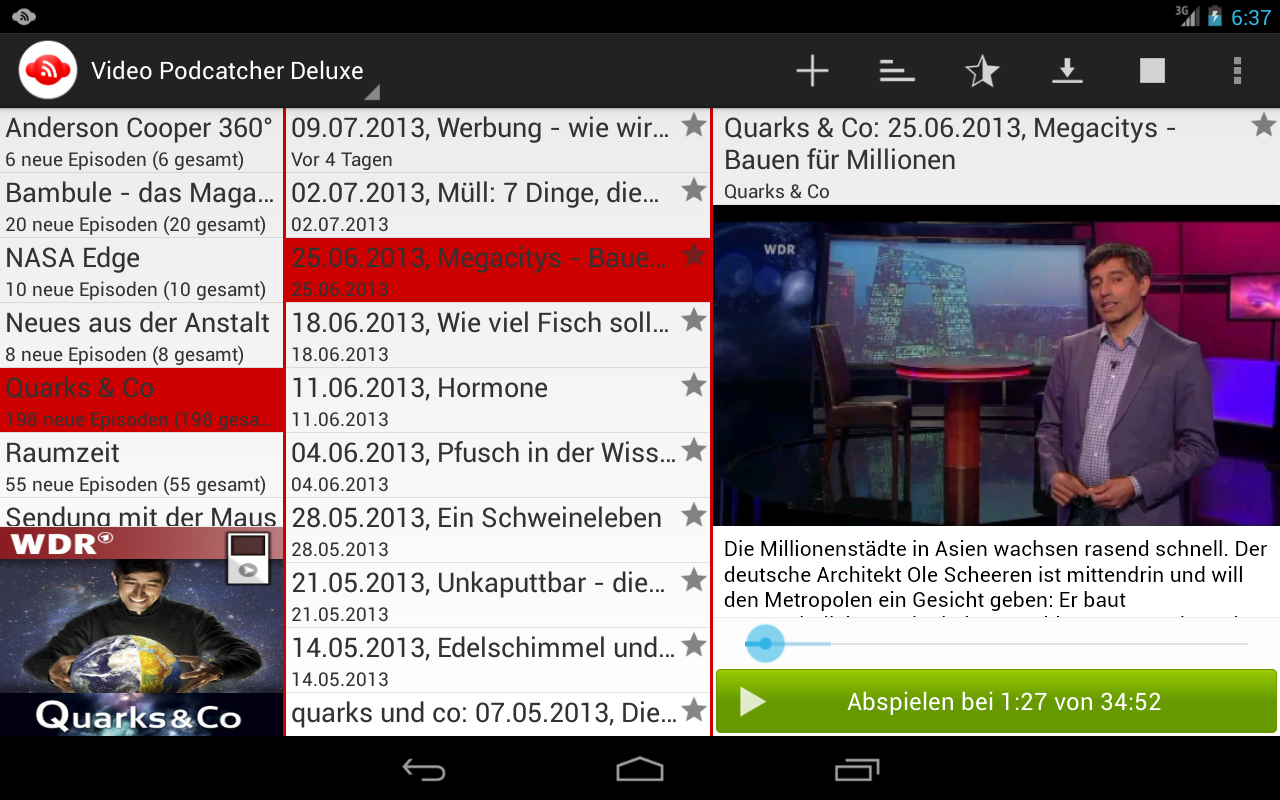 3G 6:37
Video Podcatcher Deluxe
Anderson Cooper 360°
6 neue Episoden (6 gesamt)
Bambule - das Maga…
20 neue Episoden (20 gesamt)
NASA Edge
10 neue Episoden (10 gesamt)
Neues aus der Anstalt
8 neue Episoden (8 gesamt)
Quarks & Co
198 neue Episoden (198 gesa…
Raumzeit
55 neue Episoden (55 gesamt)
Sendung mit der Maus
WDR
Quarks&Co
09.07.2013, Werbung - wie wir…
Vor 4 Tagen
02.07.2013, Müll: 7 Dinge, die…
02.07.2013
25.06.2013, Megacitys - Baue…
25.06.2013
18.06.2013, Wie viel Fisch soll…
18.06.2013
11.06.2013, Hormone
11.06.2013
04.06.2013, Pfusch in der Wiss…
04.06.2013
28.05.2013, Ein Schweineleben
28.05.2013
21.05.2013, Unkaputtbar - die…
21.05.2013
14.05.2013, Edelschimmel und…
14.05.2013
quarks und co: 07.05.2013, Die…
Quarks & Co: 25.06.2013, Megacitys -
Bauen für Millionen
Quarks & Co
WDR
Die Millionenstädte in Asien wachsen rasend schnell. Der
deutsche Architekt Ole Scheeren ist mittendrin und will
den Metropolen ein Gesicht geben: Er baut
Abspielen bei 1:27 von 34:52